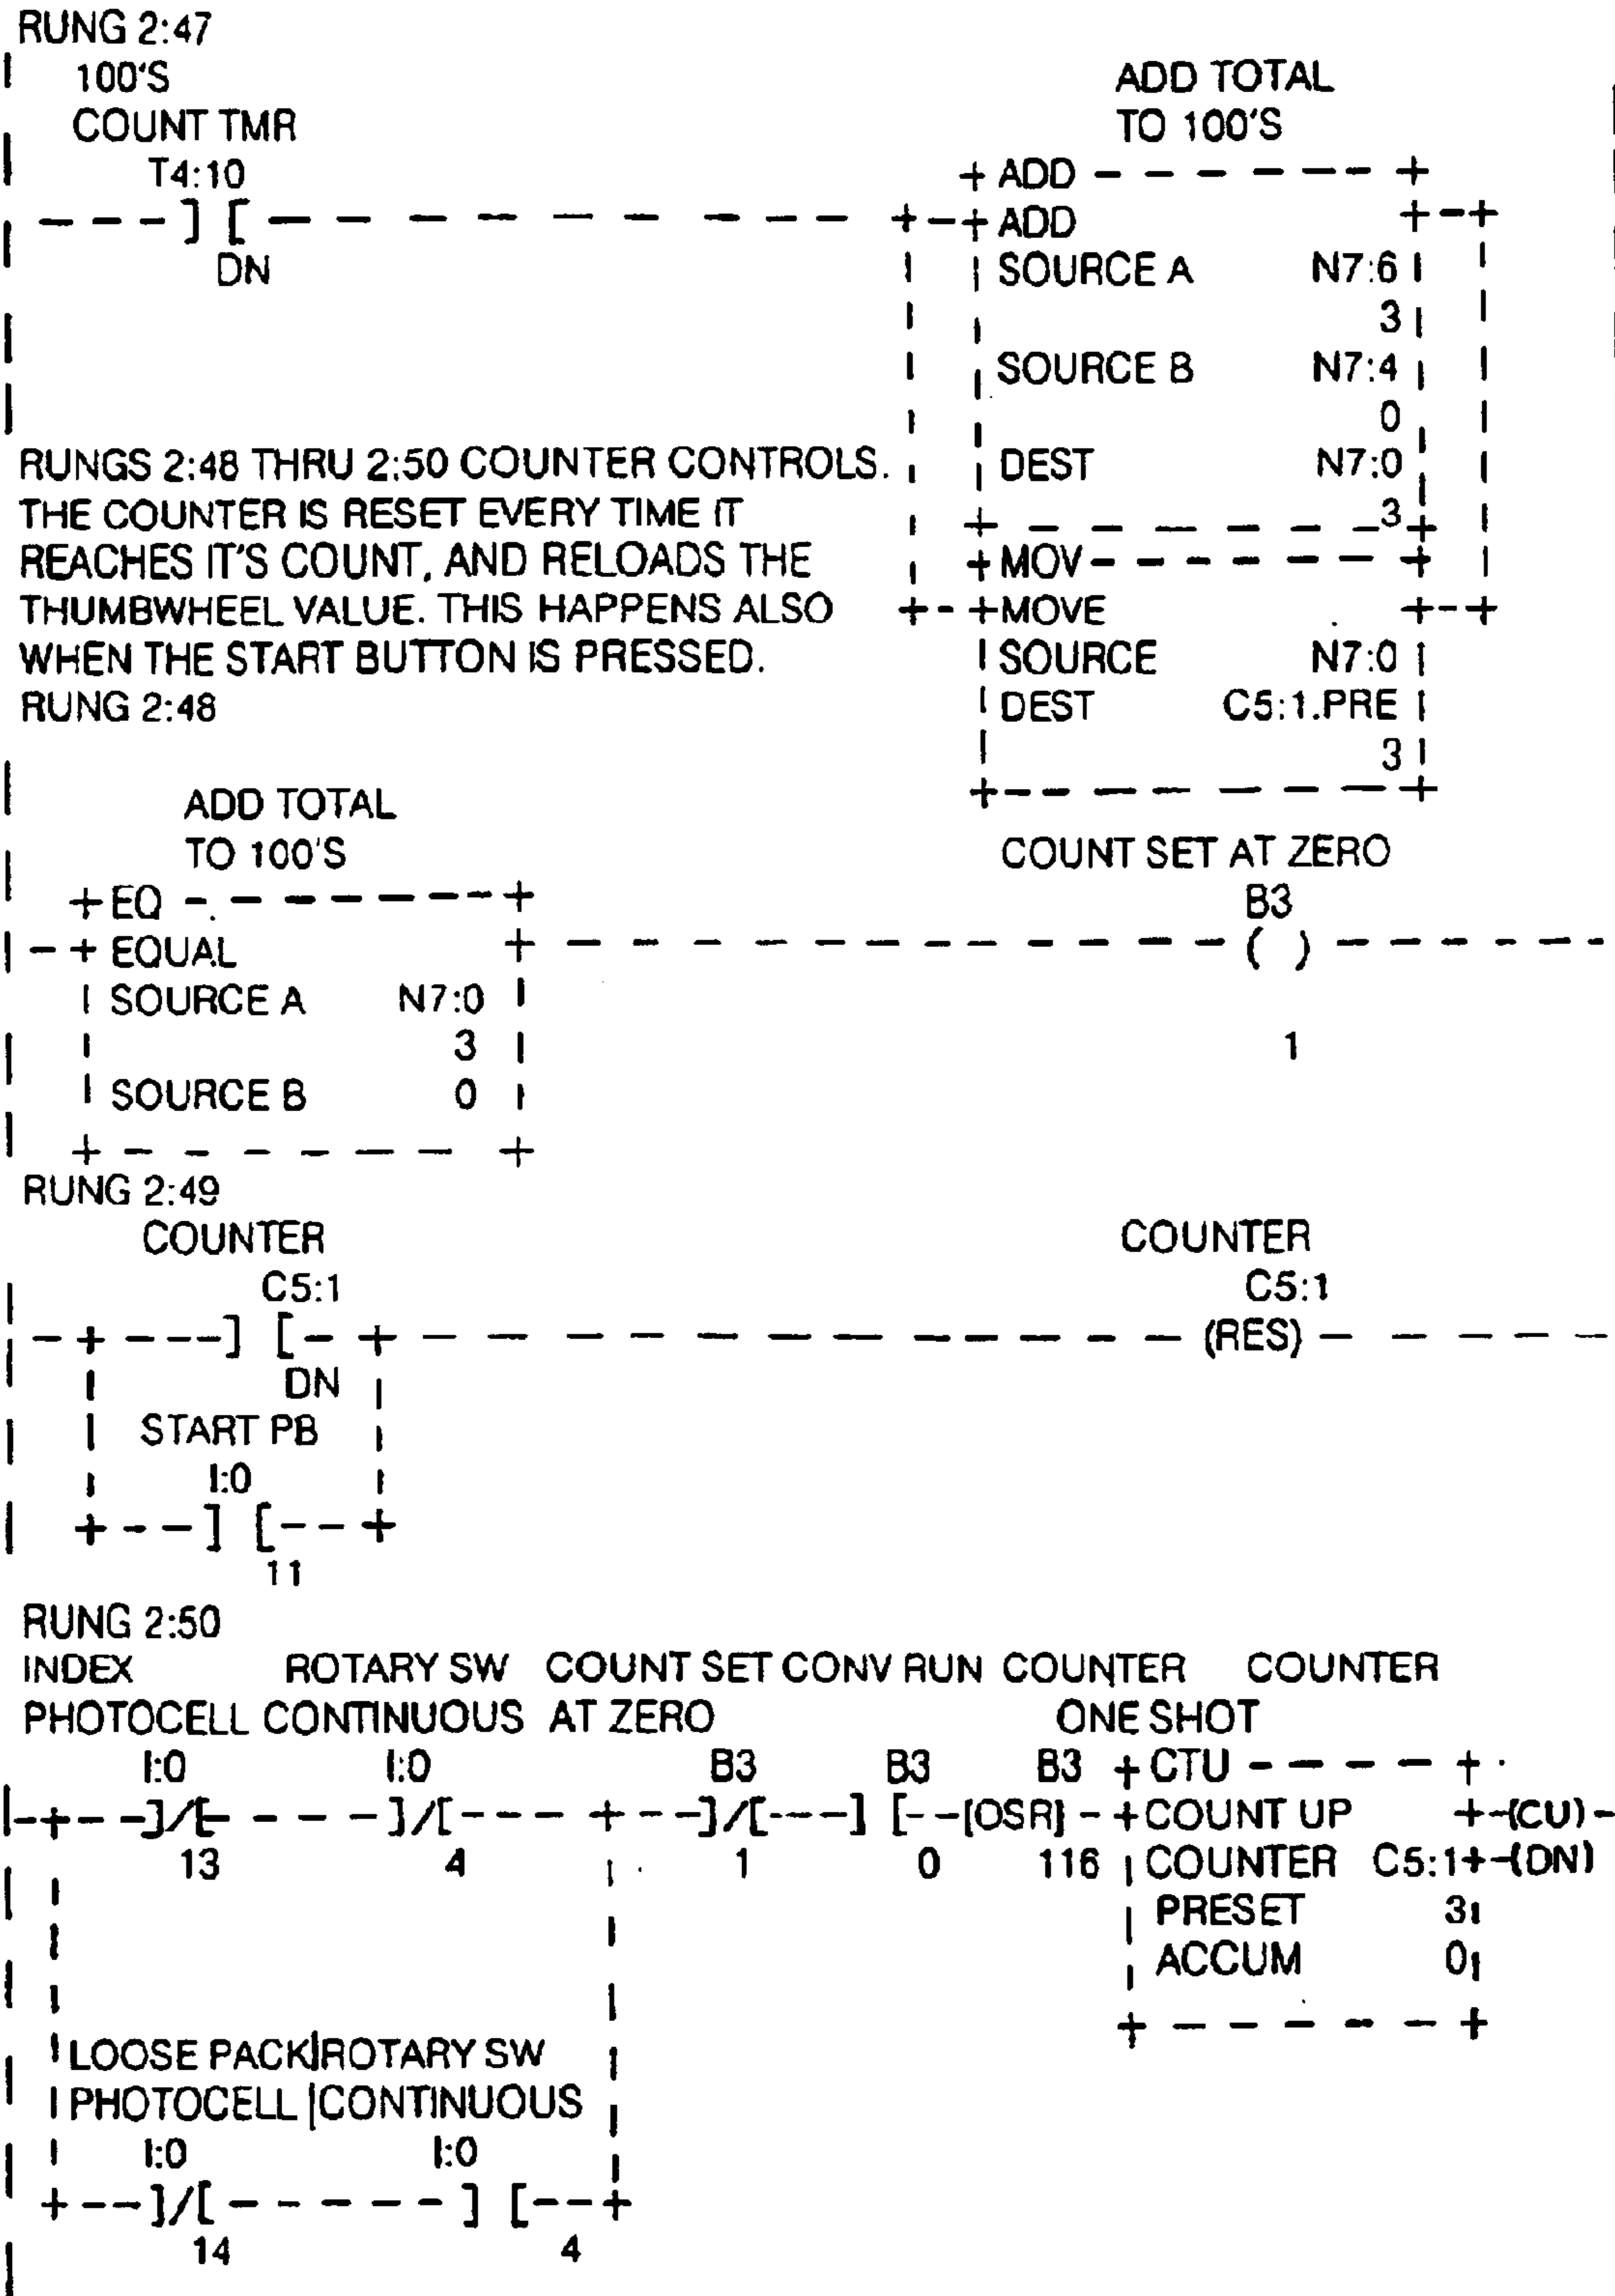 RUNG 2:47
100'S
COUNT TMR
T4:10
---] [- - - - - - - - -
DN
ADD TOTAL
TO 100'S
+ ADD - - - - - - - +
+-+ ADD +-+
SOURCE A N7:6
3
SOURCE B N7:4
0
DEST N7:0
3
+MOV - - - - - - +
+--+MOVE +-+
SOURCE N7:0
DEST C5:1.PRE
3
RUNGS 2:48 THRU 2:50 COUNTER CONTROLS.
THE COUNTER IS RESET EVERY TIME IT
REACHES IT'S COUNT, AND RELOADS THE
THUMBWHEEL VALUE. THIS HAPPENS ALSO
WHEN THE START BUTTON IS PRESSED.
RUNG 2:48
ADD TOTAL
TO 100'S
COUNT SET AT ZERO
+EQ - - - - - - - - + B3
-+ EQUAL + - - - - - - - - - - ( ) - - - - - -
SOURCE A N7:0
3 1
SOURCE B 0
RUNG 2:49
COUNTER COUNTER
C5:1 C5:1
-+----] [-+ - - - - - - - - - - (RES) - - - - -
DN
START PB
I:0
+---] [--+
11
RUNG 2:50
INDEX ROTARY SW COUNT SET CONV RUN COUNTER COUNTER
PHOTOCELL CONTINUOUS AT ZERO ONE SHOT
I:0 I:0 B3 B3 B3 +CTU - - - - +
-+---]/[- - - -]/[--- +--]/[---] [--[OSR] -+COUNT UP +-(CU)-
13 4 1 0 116 COUNTER C5:1+-(DN)
PRESET 3
ACCUM 0
LOOSE PACK|ROTARY SW
PHOTOCELL |CONTINUOUS
I:0 I:0
+---]/[- - - - - -] [--+
14 4